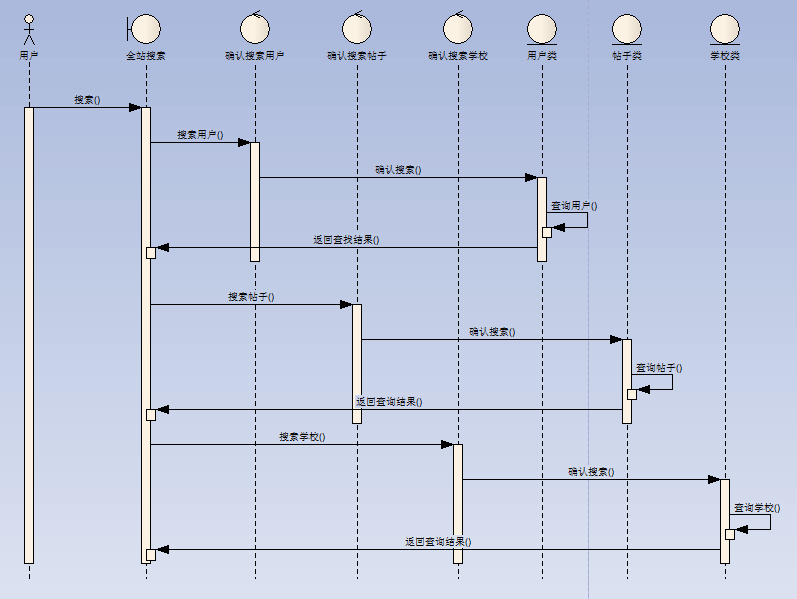 用户
全站搜索
确认搜索用户
确认搜索帖子
确认搜索学校
用户类
帖子类
学校类
搜索()
搜索用户()
确认搜索()
查询用户()
返回查找结果()
搜索帖子()
确认搜索()
查询帖子()
返回查询结果()
搜索学校()
确认搜索()
查询学校()
返回查询结果()